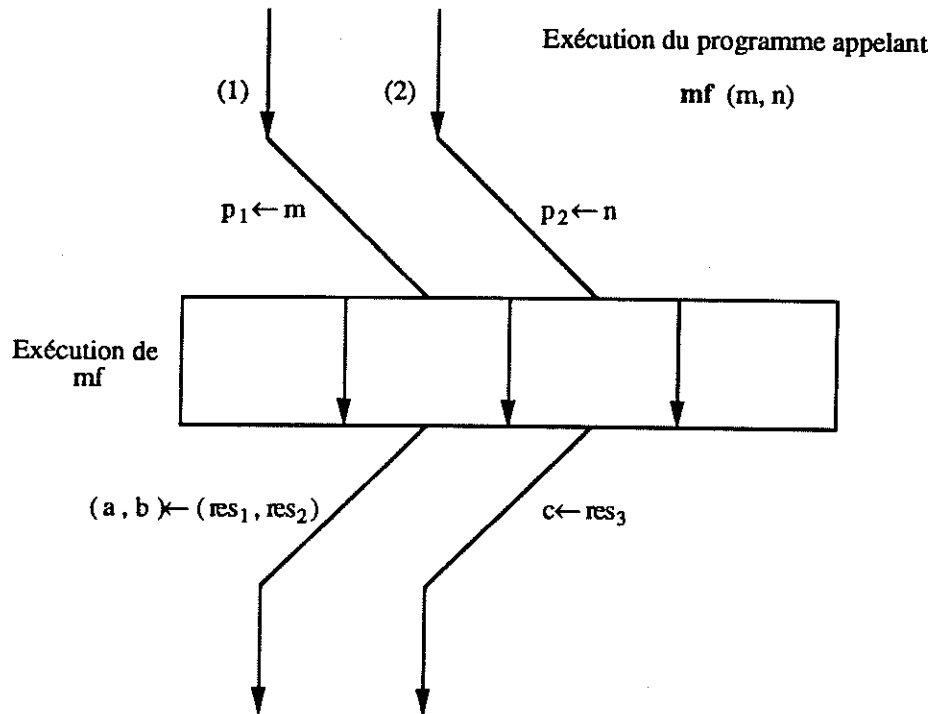 Exécution du programme appelant
mf (m, n)
(1)
(2)
p₁←m
p₂←n
Exécution de
mf
(a, b)← (res₁, res₂)
c←res₃